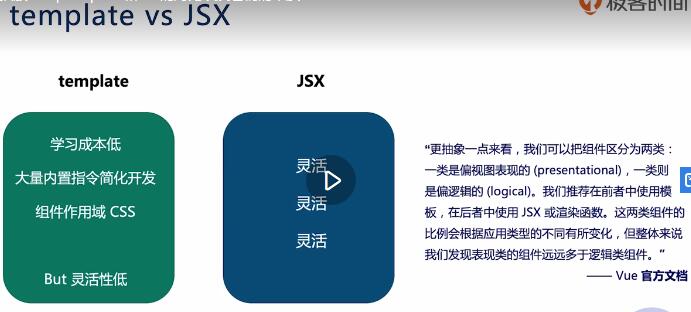 template vs JSX
极客时间
template
JSX
学习成本低
大量内置指令简化开发
组件作用域 CSS
But 灵活性低
灵活
灵活
灵活
“更抽象一点来看，我们可以把组件区分为两类：
一类是偏视图表现的 (presentational)，一类则
是偏逻辑的 (logical)。我们推荐在前者中使用模
板，在后者中使用 JSX 或渲染函数。这两类组件的
比例会根据应用类型的不同有所变化，但整体来说
我们发现表现类的组件远远多于逻辑类组件。”
—— Vue 官方文档